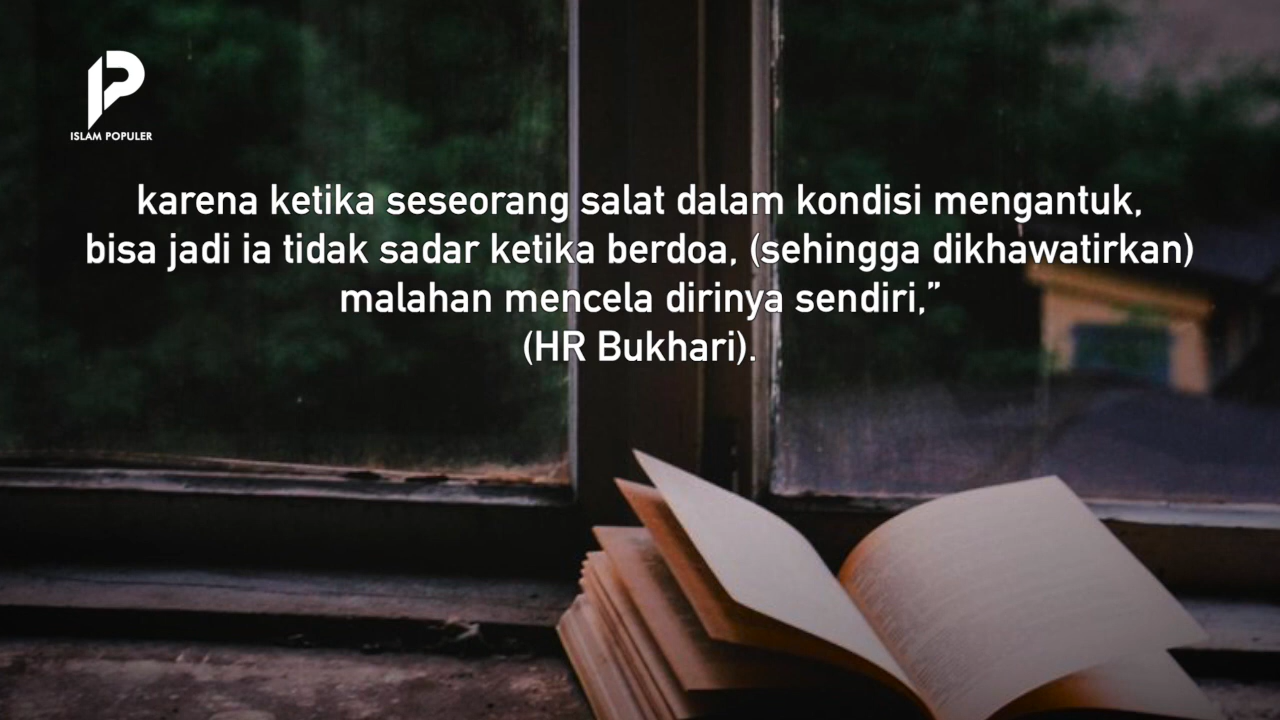 ISLAM POPULER
karena ketika seseorang salat dalam kondisi mengantuk,
bisa jadi ia tidak sadar ketika berdoa, (sehingga dikhawatirkan)
malahan mencela dirinya sendiri,”
(HR Bukhari).